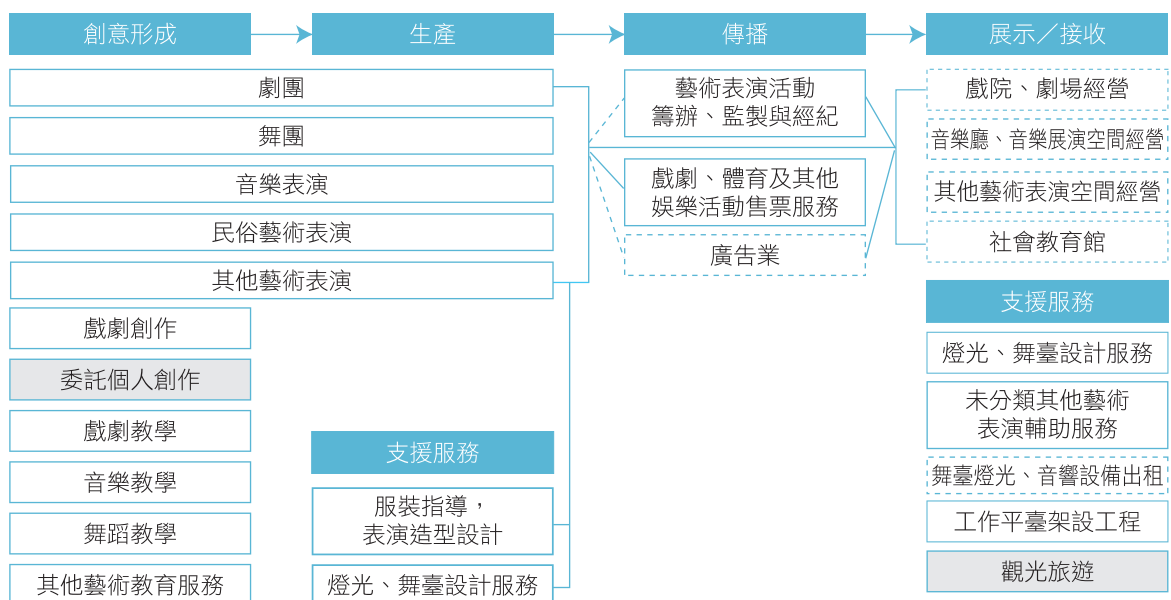 創意形成
生產
傳播
展示／接收
劇團
舞團
音樂表演
民俗藝術表演
其他藝術表演
戲劇創作
委託個人創作
戲劇教學
音樂教學
舞蹈教學
其他藝術教育服務
支援服務
服裝指導，
表演造型設計
燈光、舞臺設計服務
藝術表演活動
籌辦、監製與經紀
戲劇、體育及其他
娛樂活動售票服務
廣告業
戲院、劇場經營
音樂廳、音樂展演空間經營
其他藝術表演空間經營
社會教育館
支援服務
燈光、舞臺設計服務
未分類其他藝術
表演輔助服務
舞臺燈光、音響設備出租
工作平臺架設工程
觀光旅遊